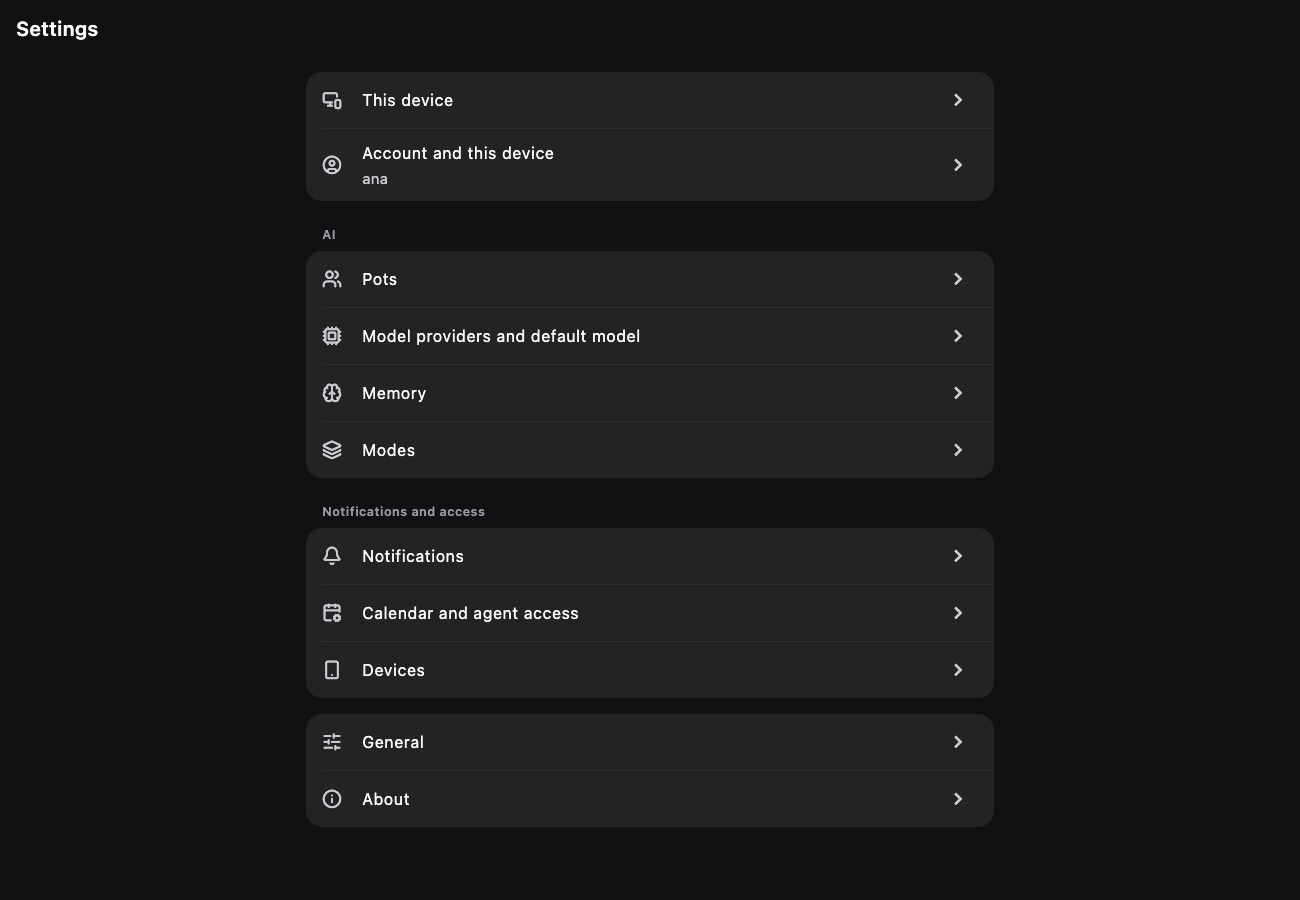 Settings
This device
Account and this device
ana
AI
Pots
Model providers and default model
Memory
Modes
Notifications and access
Notifications
Calendar and agent access
Devices
General
About